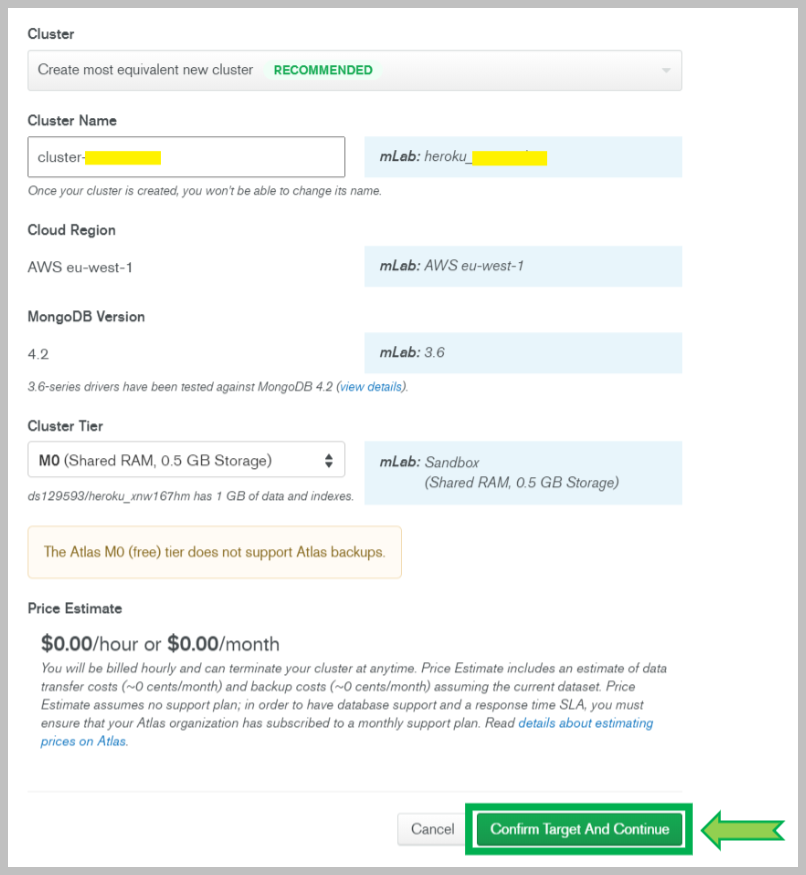 Cluster
Create most equivalent new cluster RECOMMENDED
Cluster Name
cluster-
mLab: heroku_
Once your cluster is created, you won't be able to change its name.
Cloud Region
AWS eu-west-1
mLab: AWS eu-west-1
MongoDB Version
4.2
mLab: 3.6
3.6-series drivers have been tested against MongoDB 4.2 (view details).
Cluster Tier
M0 (Shared RAM, 0.5 GB Storage)
mLab: Sandbox
(Shared RAM, 0.5 GB Storage)
ds129593/heroku_xnw167hm has 1 GB of data and indexes.
The Atlas M0 (free) tier does not support Atlas backups.
Price Estimate
$0.00/hour or $0.00/month
You will be billed hourly and can terminate your cluster at anytime. Price Estimate includes an estimate of data
transfer costs (~0 cents/month) and backup costs (~0 cents/month) assuming the current dataset. Price
Estimate assumes no support plan; in order to have database support and a response time SLA, you must
ensure that your Atlas organization has subscribed to a monthly support plan. Read details about estimating
prices on Atlas.
Cancel
Confirm Target And Continue